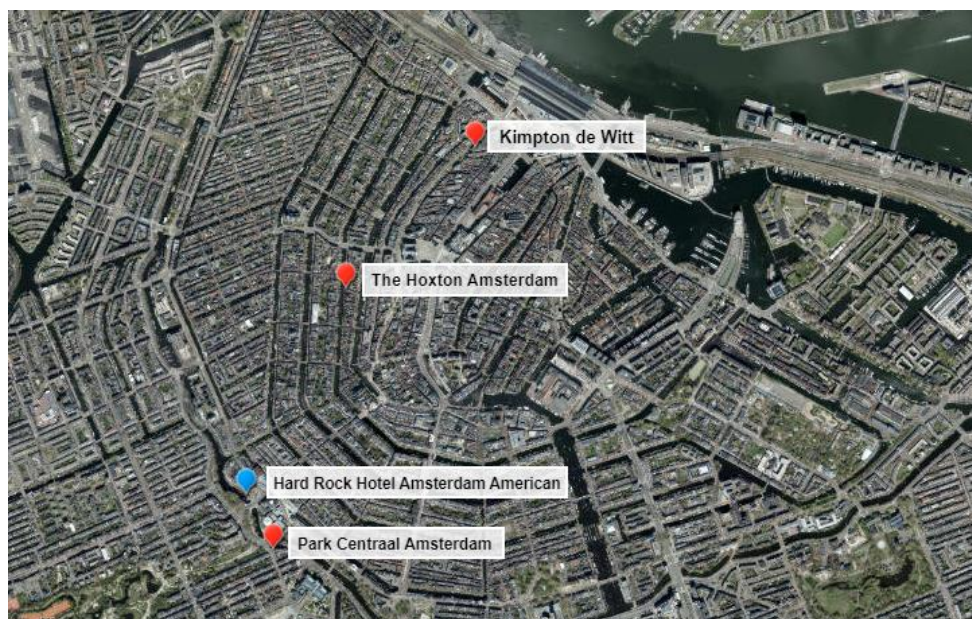 Kimpton de Witt
The Hoxton Amsterdam
Hard Rock Hotel Amsterdam American
Park Centraal Amsterdam